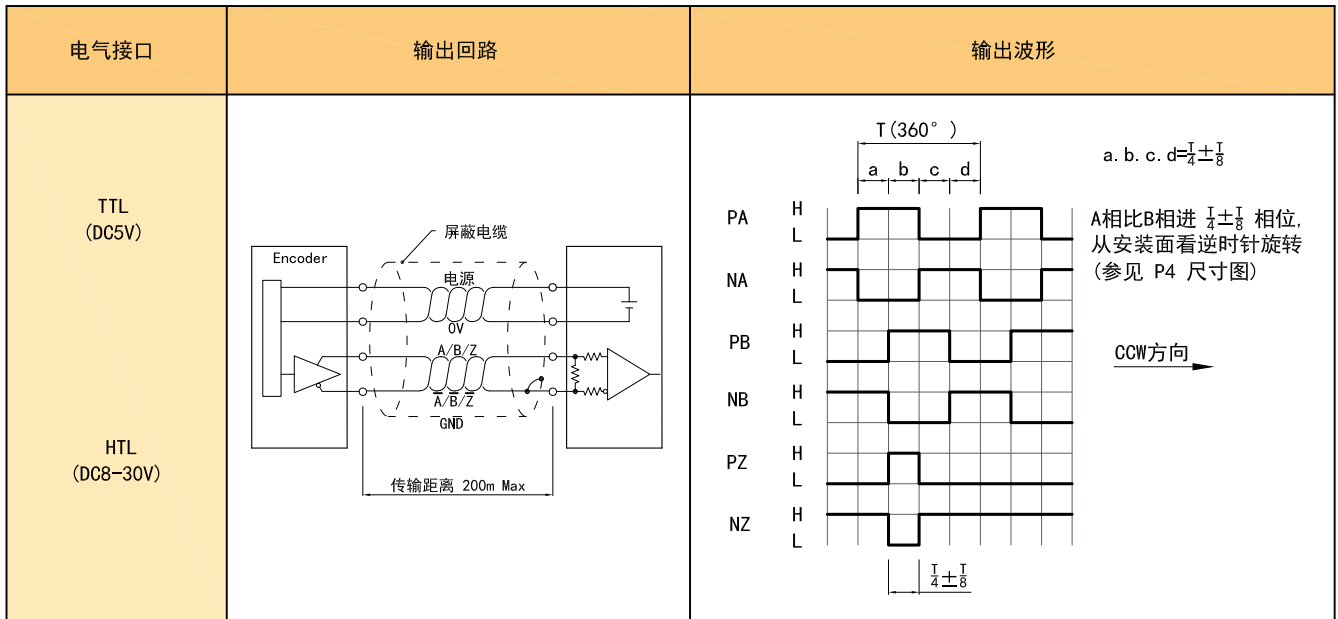 电气接口
输出回路
输出波形
TTL
(DC5V)
HTL
(DC8-30V)
屏蔽电缆
Encoder
电源
0V
A/B/Z
A̅/B̅/Z̅
GND
传输距离 200m Max
T(360°)
a b c d
a.b.c.d=T/4±T/8
PA H L
NA H L
PB H L
NB H L
PZ H L
NZ H L
T/4±T/8
A相比B相进 T/4±T/8 相位,
从安装面看逆时针旋转
(参见 P4 尺寸图)
CCW方向